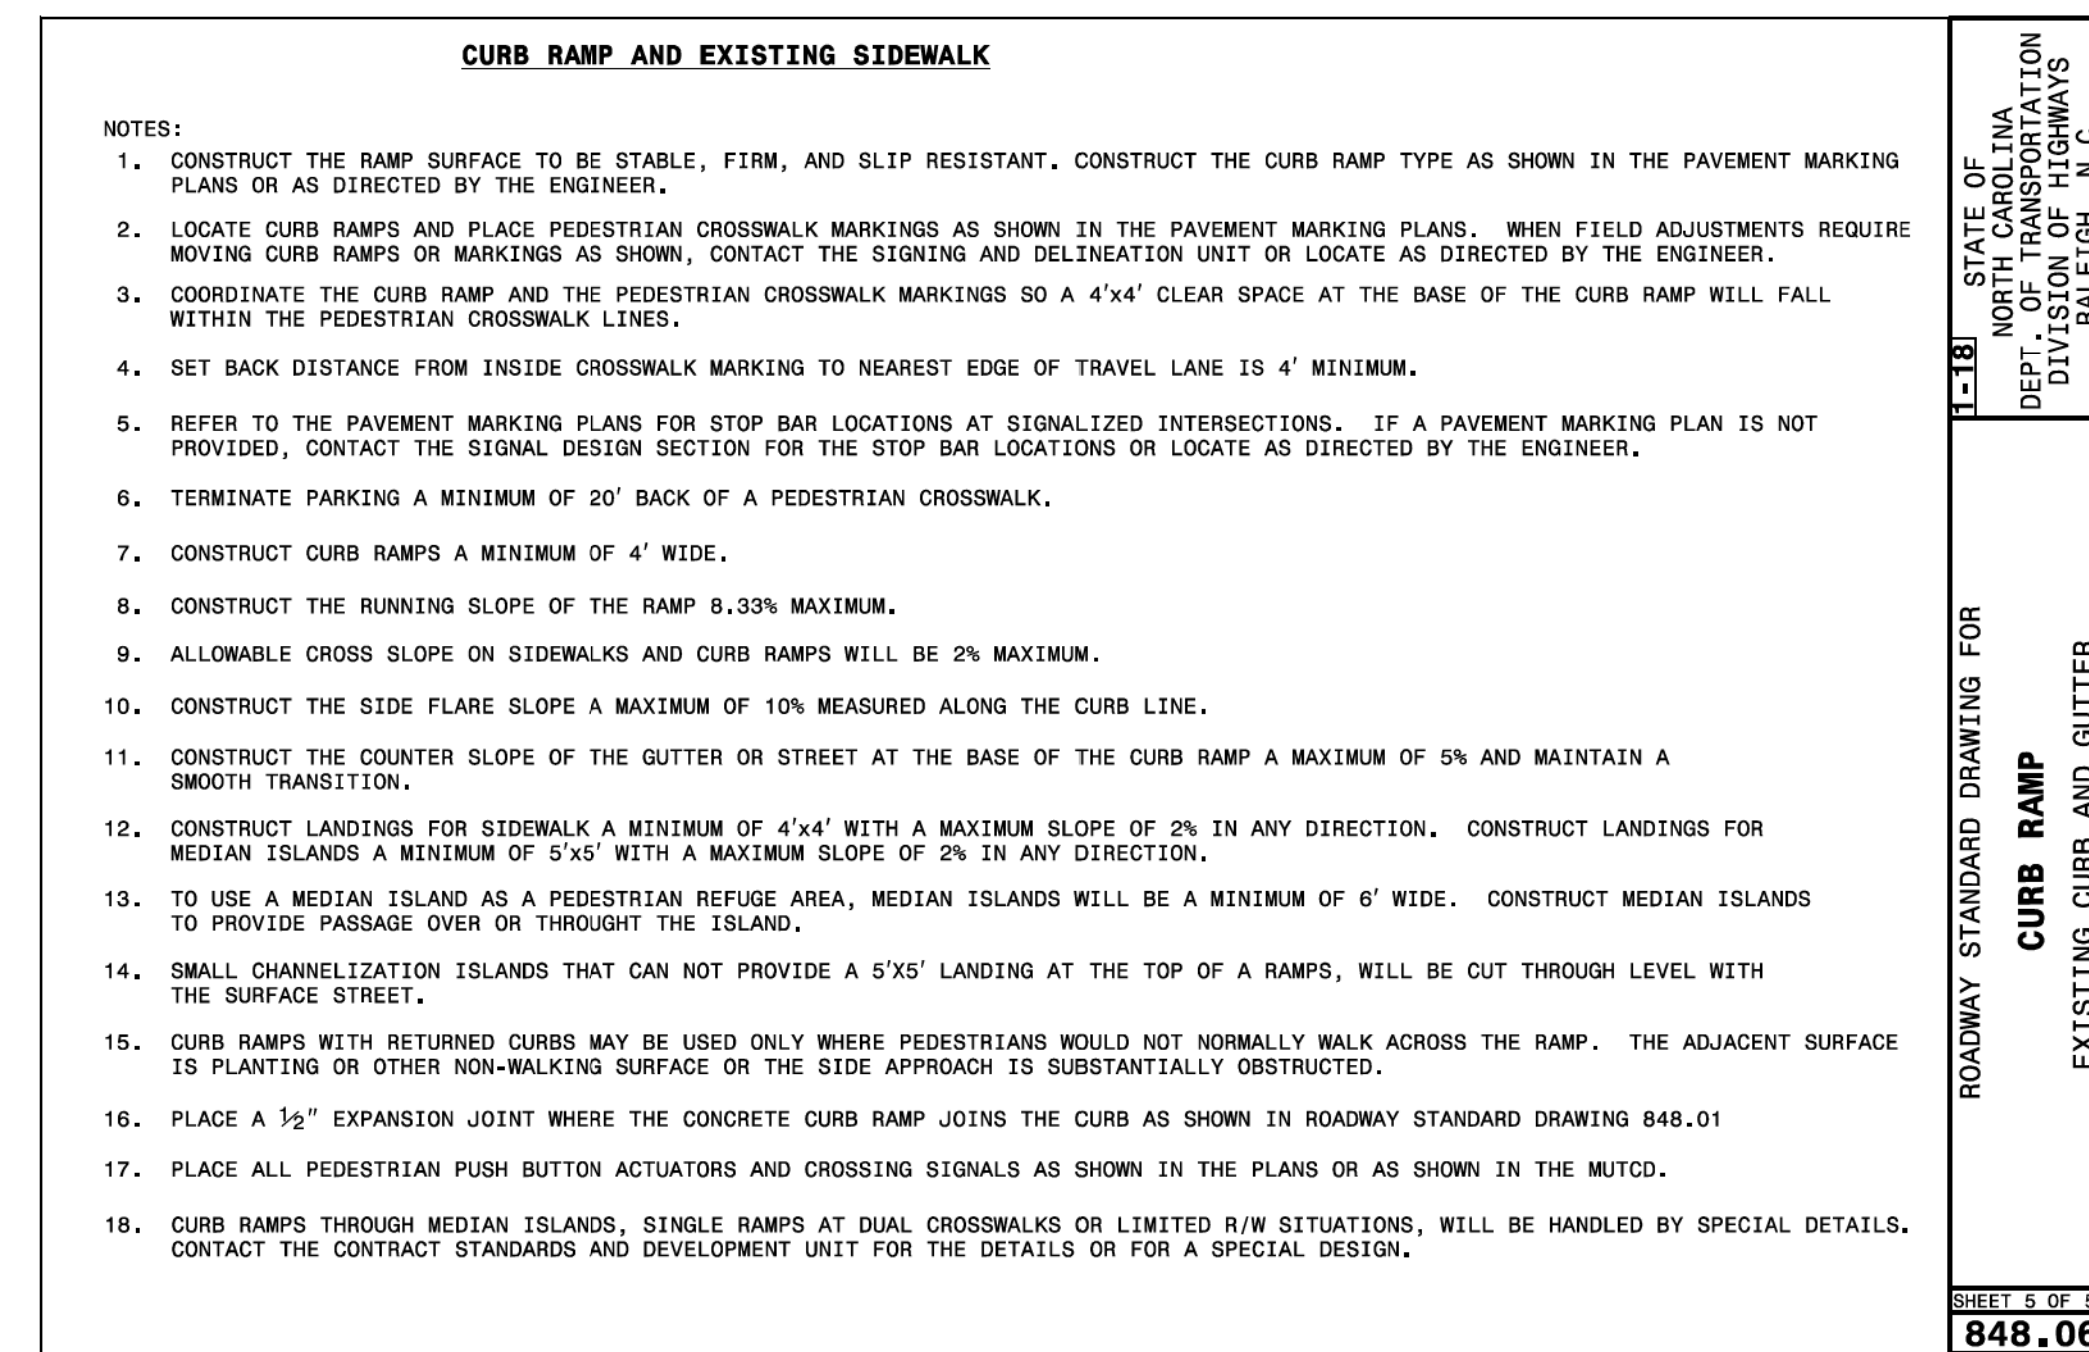 CURB RAMP AND EXISTING SIDEWALK
NOTES:
1. CONSTRUCT THE RAMP SURFACE TO BE STABLE, FIRM, AND SLIP RESISTANT. CONSTRUCT THE CURB RAMP TYPE AS SHOWN IN THE PAVEMENT MARKING
PLANS OR AS DIRECTED BY THE ENGINEER.
2. LOCATE CURB RAMPS AND PLACE PEDESTRIAN CROSSWALK MARKINGS AS SHOWN IN THE PAVEMENT MARKING PLANS. WHEN FIELD ADJUSTMENTS REQUIRE
MOVING CURB RAMPS OR MARKINGS AS SHOWN, CONTACT THE SIGNING AND DELINEATION UNIT OR LOCATE AS DIRECTED BY THE ENGINEER.
3. COORDINATE THE CURB RAMP AND THE PEDESTRIAN CROSSWALK MARKINGS SO A 4'x4' CLEAR SPACE AT THE BASE OF THE CURB RAMP WILL FALL
WITHIN THE PEDESTRIAN CROSSWALK LINES.
4. SET BACK DISTANCE FROM INSIDE CROSSWALK MARKING TO NEAREST EDGE OF TRAVEL LANE IS 4' MINIMUM.
5. REFER TO THE PAVEMENT MARKING PLANS FOR STOP BAR LOCATIONS AT SIGNALIZED INTERSECTIONS. IF A PAVEMENT MARKING PLAN IS NOT
PROVIDED, CONTACT THE SIGNAL DESIGN SECTION FOR THE STOP BAR LOCATIONS OR LOCATE AS DIRECTED BY THE ENGINEER.
6. TERMINATE PARKING A MINIMUM OF 20' BACK OF A PEDESTRIAN CROSSWALK.
7. CONSTRUCT CURB RAMPS A MINIMUM OF 4' WIDE.
8. CONSTRUCT THE RUNNING SLOPE OF THE RAMP 8.33% MAXIMUM.
9. ALLOWABLE CROSS SLOPE ON SIDEWALKS AND CURB RAMPS WILL BE 2% MAXIMUM.
10. CONSTRUCT THE SIDE FLARE SLOPE A MAXIMUM OF 10% MEASURED ALONG THE CURB LINE.
11. CONSTRUCT THE COUNTER SLOPE OF THE GUTTER OR STREET AT THE BASE OF THE CURB RAMP A MAXIMUM OF 5% AND MAINTAIN A
SMOOTH TRANSITION.
12. CONSTRUCT LANDINGS FOR SIDEWALK A MINIMUM OF 4'x4' WITH A MAXIMUM SLOPE OF 2% IN ANY DIRECTION. CONSTRUCT LANDINGS FOR
MEDIAN ISLANDS A MINIMUM OF 5'x5' WITH A MAXIMUM SLOPE OF 2% IN ANY DIRECTION.
13. TO USE A MEDIAN ISLAND AS A PEDESTRIAN REFUGE AREA, MEDIAN ISLANDS WILL BE A MINIMUM OF 6' WIDE. CONSTRUCT MEDIAN ISLANDS
TO PROVIDE PASSAGE OVER OR THROUGHT THE ISLAND.
14. SMALL CHANNELIZATION ISLANDS THAT CAN NOT PROVIDE A 5'X5' LANDING AT THE TOP OF A RAMPS, WILL BE CUT THROUGH LEVEL WITH
THE SURFACE STREET.
15. CURB RAMPS WITH RETURNED CURBS MAY BE USED ONLY WHERE PEDESTRIANS WOULD NOT NORMALLY WALK ACROSS THE RAMP. THE ADJACENT SURFACE
IS PLANTING OR OTHER NON-WALKING SURFACE OR THE SIDE APPROACH IS SUBSTANTIALLY OBSTRUCTED.
16. PLACE A ½" EXPANSION JOINT WHERE THE CONCRETE CURB RAMP JOINS THE CURB AS SHOWN IN ROADWAY STANDARD DRAWING 848.01
17. PLACE ALL PEDESTRIAN PUSH BUTTON ACTUATORS AND CROSSING SIGNALS AS SHOWN IN THE PLANS OR AS SHOWN IN THE MUTCD.
18. CURB RAMPS THROUGH MEDIAN ISLANDS, SINGLE RAMPS AT DUAL CROSSWALKS OR LIMITED R/W SITUATIONS, WILL BE HANDLED BY SPECIAL DETAILS.
CONTACT THE CONTRACT STANDARDS AND DEVELOPMENT UNIT FOR THE DETAILS OR FOR A SPECIAL DESIGN.
1-18
STATE OF
NORTH CAROLINA
DEPT. OF TRANSPORTATION
DIVISION OF HIGHWAYS
RALEIGH N C
ROADWAY STANDARD DRAWING FOR
CURB RAMP
EXISTING CURB AND GUTTER
SHEET 5 OF 5
848.06